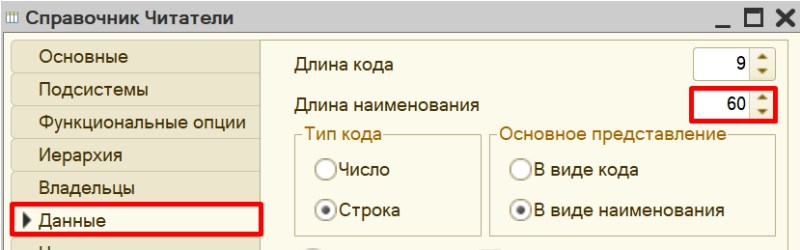 Справочник Читатели
Основные
Подсистемы
Функциональные опции
Иерархия
Владельцы
Данные
Длина кода 9
Длина наименования 60
Тип кода
Число
Строка
Основное представление
В виде кода
В виде наименования